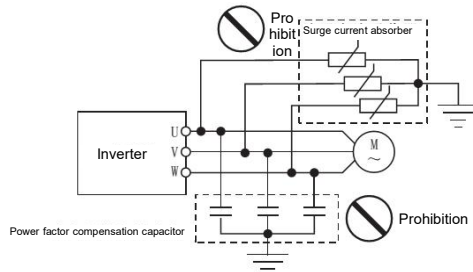 Pro
hibit
ion
Surge current absorber
Inverter
U
V
W
M
~
Power factor compensation capacitor
Prohibition